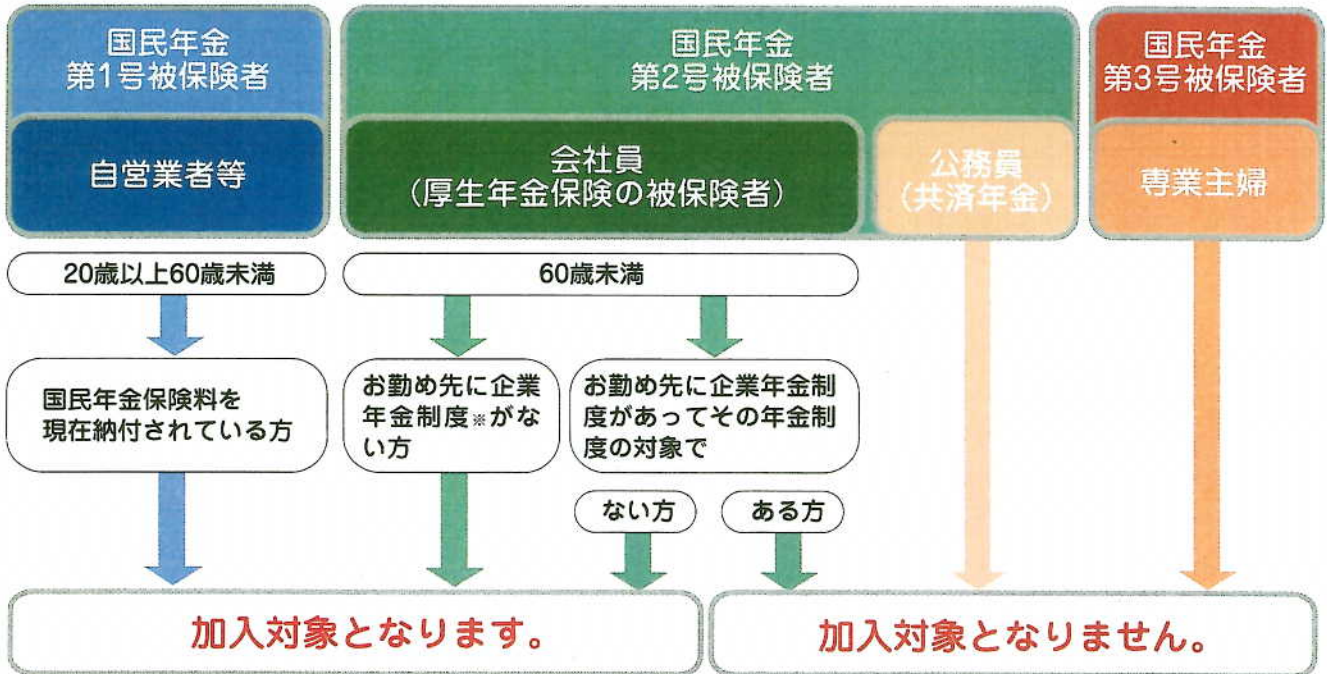 国民年金
第1号被保険者
自営業者等
20歳以上60歳未満
国民年金保険料を
現在納付されている方
国民年金
第2号被保険者
会社員
（厚生年金保険の被保険者）
60歳未満
お勤め先に企業
年金制度※がな
い方
お勤め先に企業年金制
度があってその年金制
度の対象で
ない方
ある方
公務員
（共済年金）
国民年金
第3号被保険者
専業主婦
加入対象となります。
加入対象となりません。